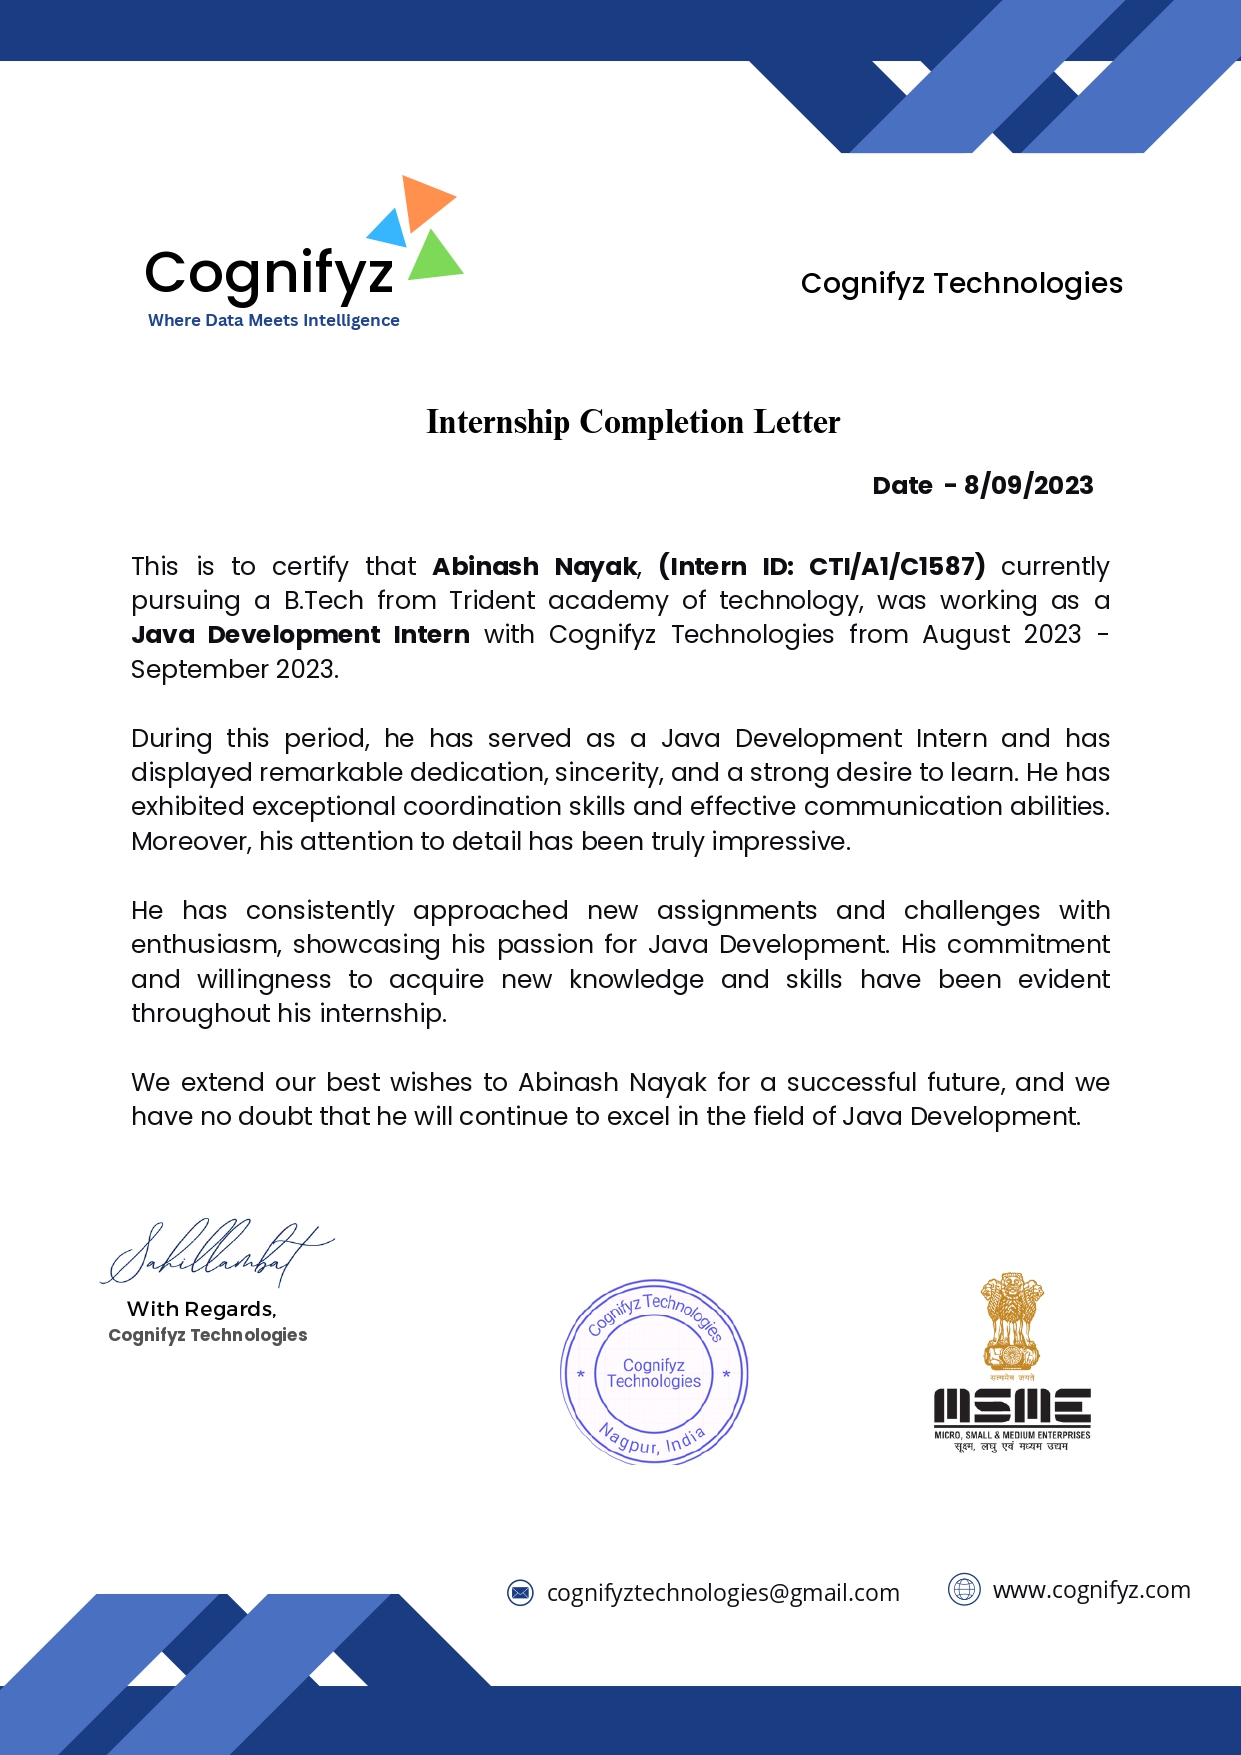 Cognifyz
Where Data Meets Intelligence
Cognifyz Technologies
Internship Completion Letter
Date - 8/09/2023
This is to certify that Abinash Nayak, (Intern ID: CTI/A1/C1587) currently
pursuing a B.Tech from Trident academy of technology, was working as a
Java Development Intern with Cognifyz Technologies from August 2023 -
September 2023.
During this period, he has served as a Java Development Intern and has
displayed remarkable dedication, sincerity, and a strong desire to learn. He has
exhibited exceptional coordination skills and effective communication abilities.
Moreover, his attention to detail has been truly impressive.
He has consistently approached new assignments and challenges with
enthusiasm, showcasing his passion for Java Development. His commitment
and willingness to acquire new knowledge and skills have been evident
throughout his internship.
We extend our best wishes to Abinash Nayak for a successful future, and we
have no doubt that he will continue to excel in the field of Java Development.
Sahillambat
With Regards,
Cognifyz Technologies
Cognifyz Technologies
* Cognifyz *
Technologies
Nagpur, India
सत्यमेव जयते
MSME
MICRO, SMALL & MEDIUM ENTERPRISES
सूक्ष्म, लघु एवं मध्यम उद्यम
cognifyztechnologies@gmail.com
www.cognifyz.com